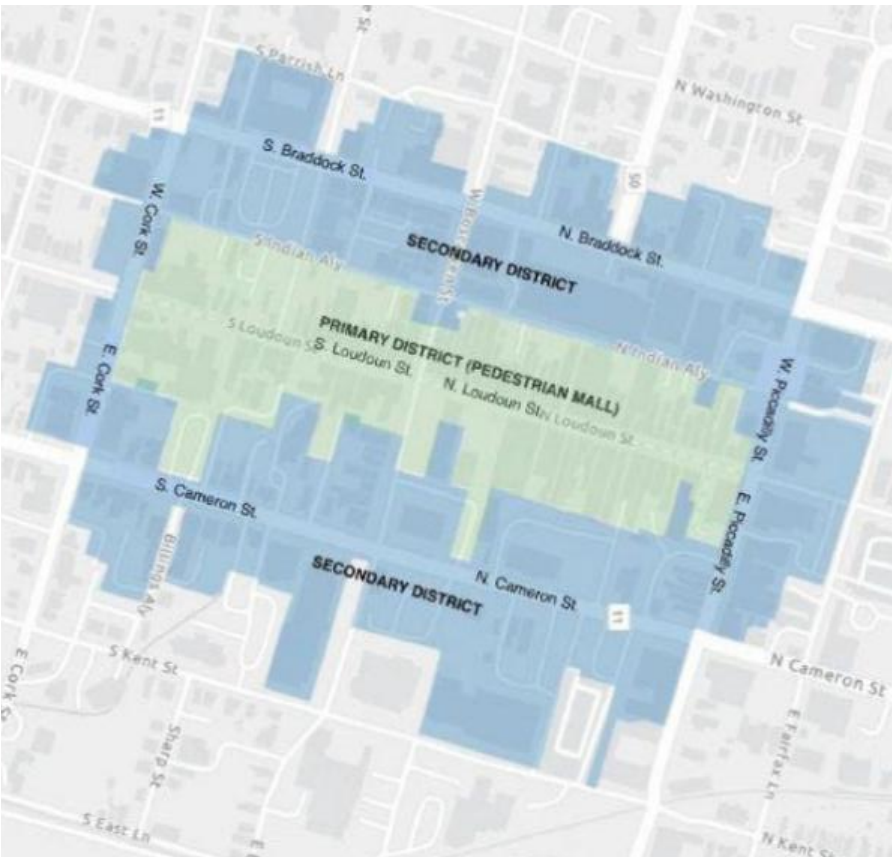 S Parrish Ln
N Washington St
11
50
S. Braddock St.
W. Cork St.
N. Braddock St.
SECONDARY DISTRICT
S Indian Aly
PRIMARY DISTRICT (PEDESTRIAN MALL)
S Loudoun St
S. Loudoun St.
N Indian Aly
N. Loudoun St.
N Loudoun St
E. Cork St.
W. Piccadilly St.
E. Piccadilly St.
S. Cameron St.
Billings Aly
SECONDARY DISTRICT
N. Cameron St.
11
S Kent St
N Cameron St
E Cork St
Sharp St
E Fairfax Ln
S East Ln
N Kent St